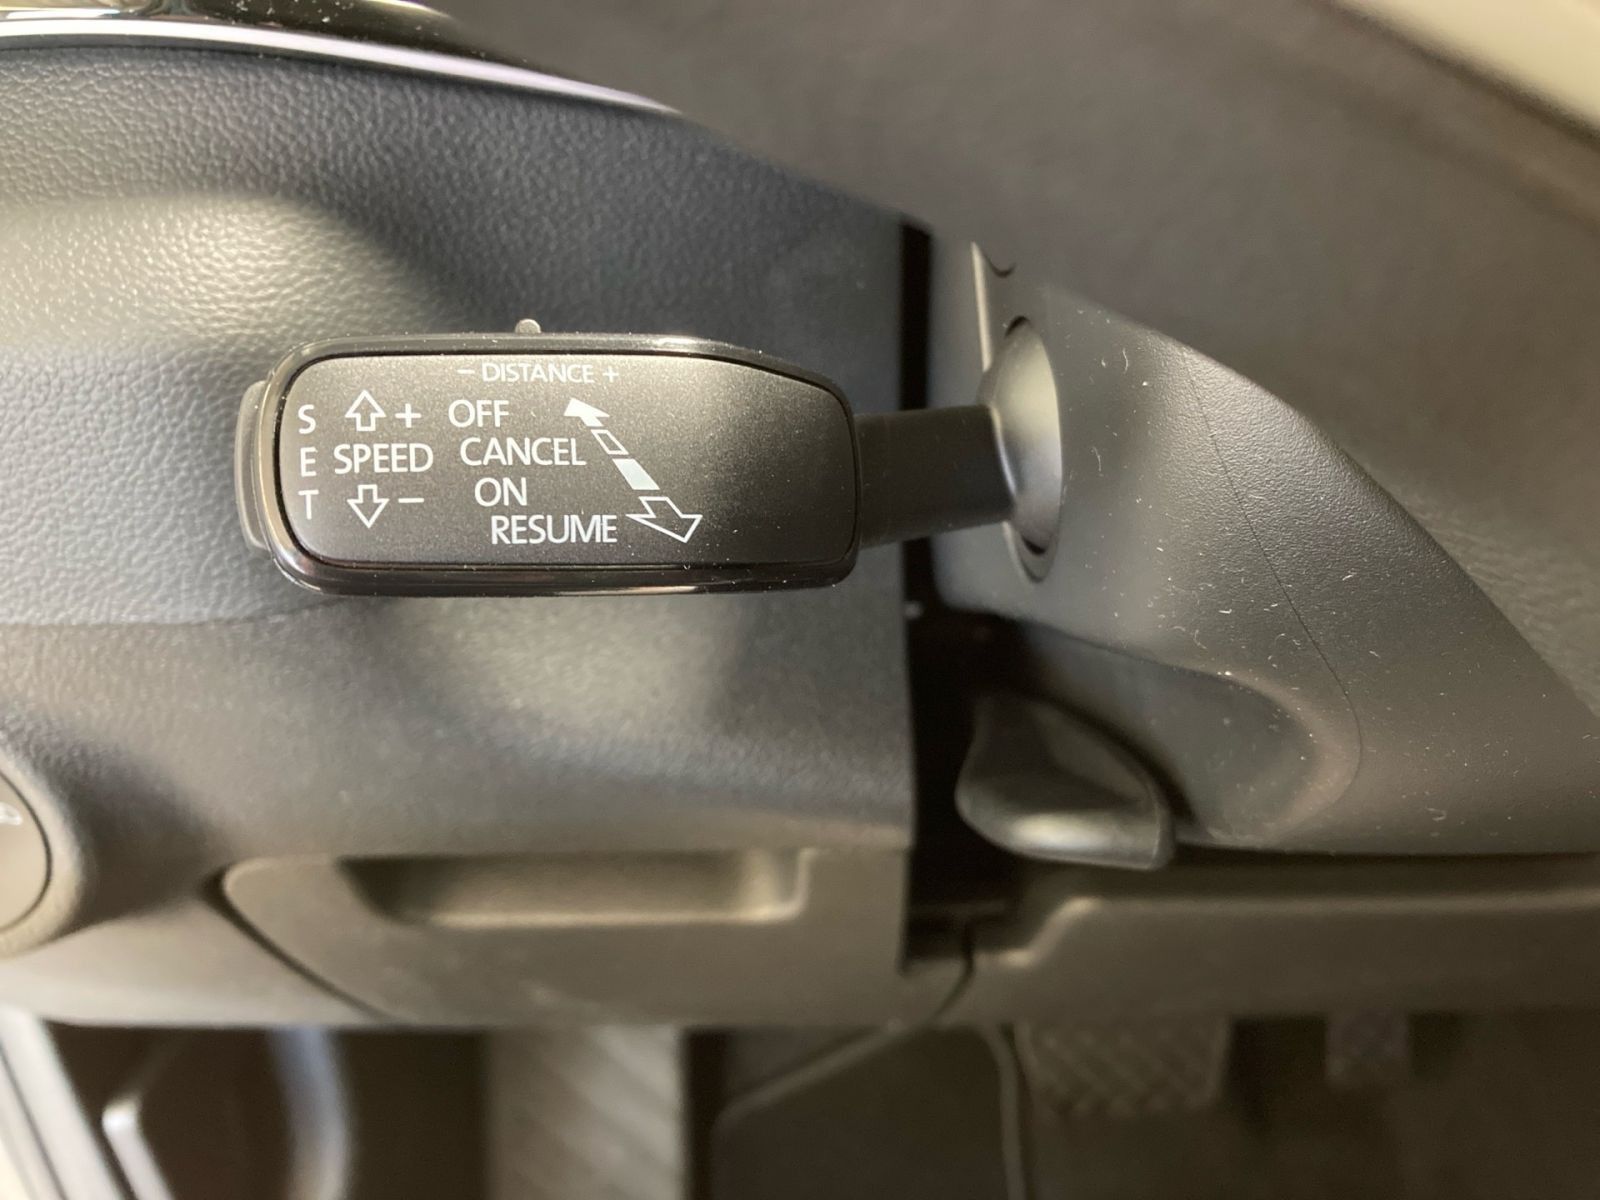 - DISTANCE +
S + OFF
E SPEED CANCEL
T - ON
RESUME